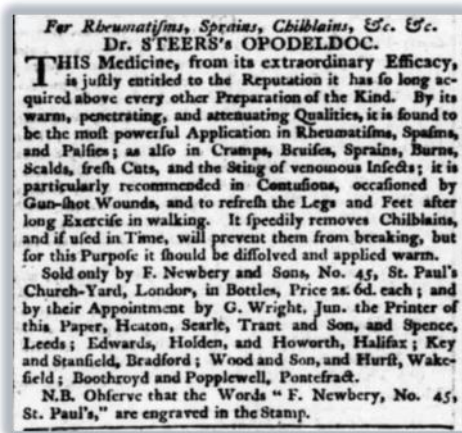 For Rheumatiſms, Sprains, Chilblains, &c. &c.
Dr. STEERS's OPODELDOC.
THIS Medicine, from its extraordinary Efficacy,
is juſtly entitled to the Reputation it has ſo long ac-
quired above every other Preparation of the Kind. By its
warm, penetrating, and attenuating Qualities, it is found to
be the moſt powerful Application in Rheumatiſms, Spaſms,
and Palſies; as alſo in Cramps, Bruiſes, Sprains, Burns,
Scalds, freſh Cuts, and the Sting of venomous Inſects; it is
particularly recommended in Contuſions, occaſioned by
Gun-ſhot Wounds, and to refreſh the Legs and Feet after
long Exerciſe in walking. It ſpeedily removes Chilblains,
and if uſed in Time, will prevent them from breaking, but
for this Purpoſe it ſhould be diſſolved and applied warm.
Sold only by F. Newbery and Sons, No. 45, St. Paul's
Church-Yard, London, in Bottles, Price 2s. 6d. each; and
by their Appointment by G. Wright, Jun. the Printer of
this Paper, Heaton, Searle, Trant and Son, and Spence,
Leeds; Edwards, Holden, and Howorth, Halifax; Key
and Stanfield, Bradford; Wood and Son, and Hurſt, Wake-
field; Boothroyd and Popplewell, Pontefract.
N.B. Obſerve that the Words "F. Newbery, No. 45,
St. Paul's," are engraved in the Stamp.